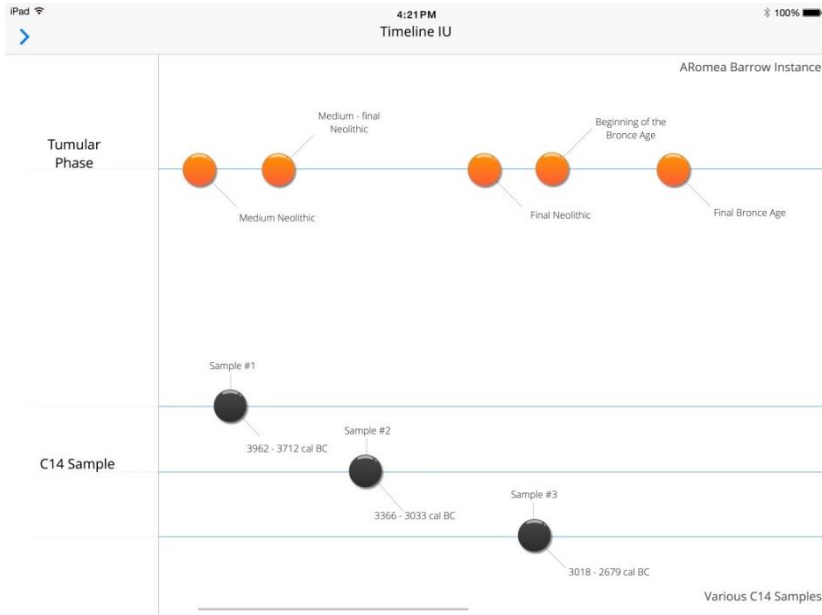 iPad
4:21PM
100%
Timeline IU
ARomea Barrow Instance
Tumular
Phase
Medium - final
Neolithic
Beginning of the
Bronce Age
Medium Neolithic
Final Neolithic
Final Bronce Age
Sample #1
3962 - 3712 cal BC
C14 Sample
Sample #2
3366 - 3033 cal BC
Sample #3
3018 - 2679 cal BC
Various C14 Samples